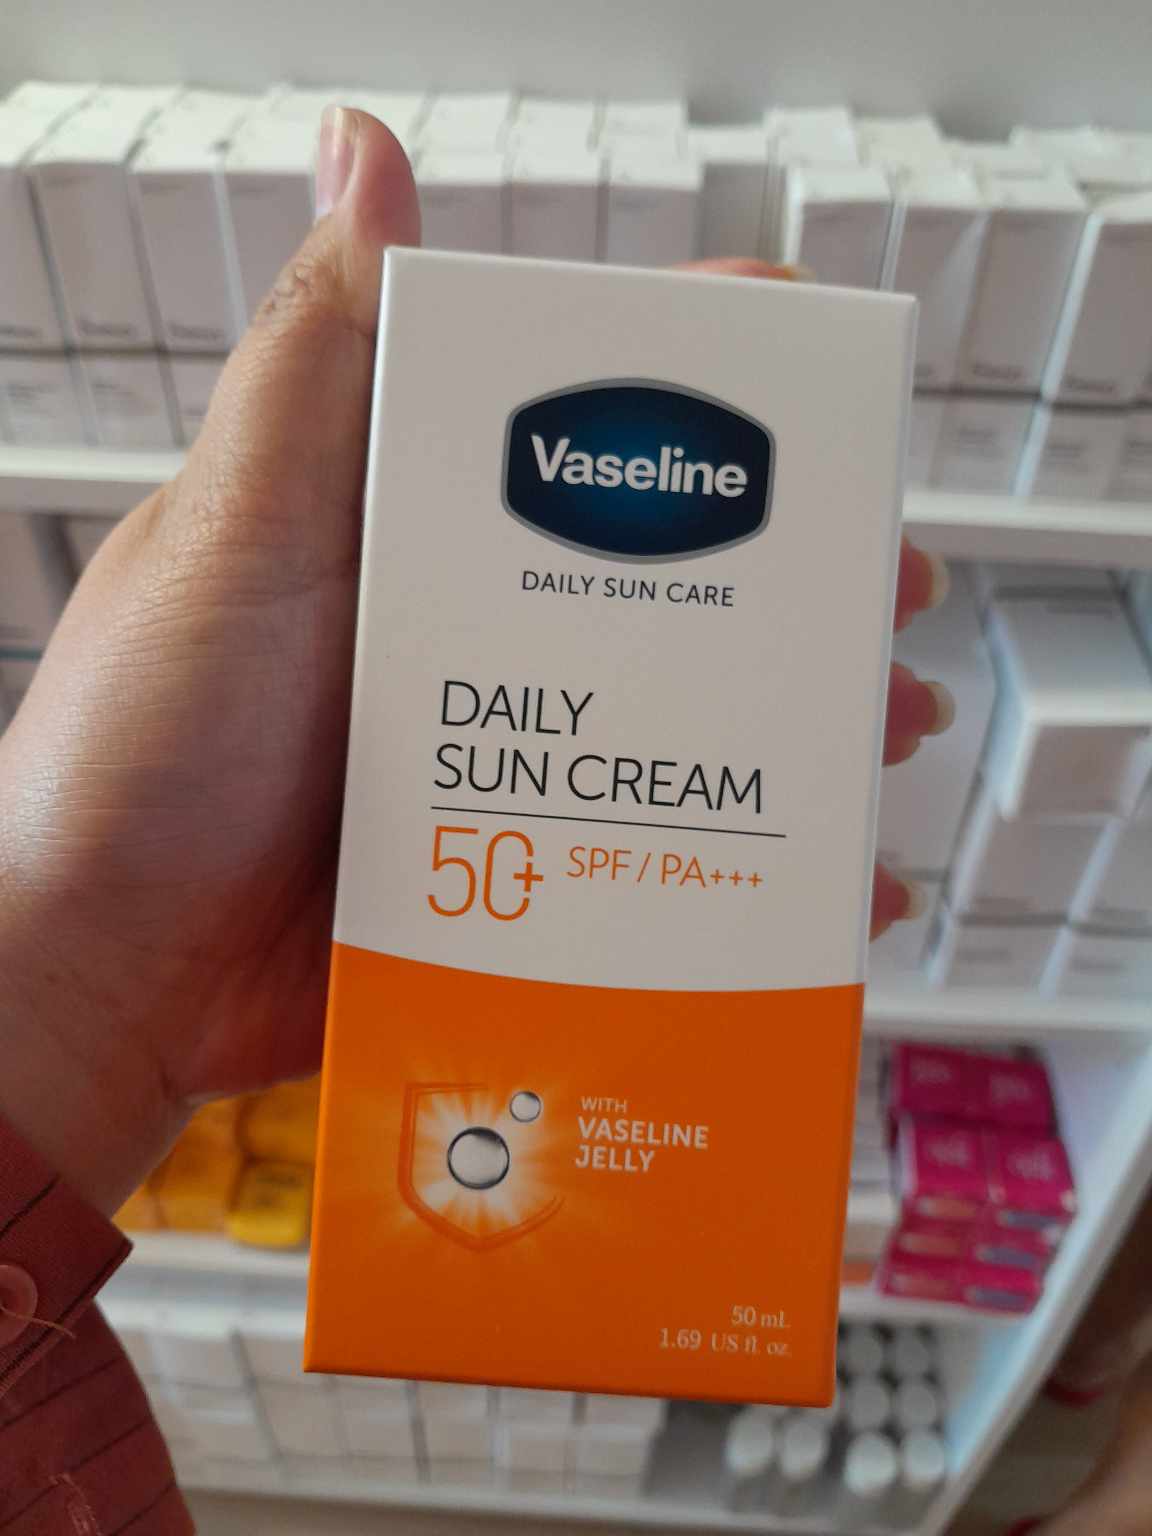 Vaseline
DAILY SUN CARE
DAILY
SUN CREAM
50+ SPF / PA+++
WITH
VASELINE
JELLY
50 mL
1.69 US fl. oz.